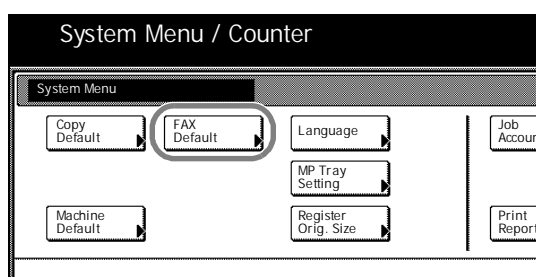 System Menu / Counter
System Menu
Copy
Default
FAX
Default
Language
Job
Accour
MP Tray
Setting
Machine
Default
Register
Orig. Size
Print
Report